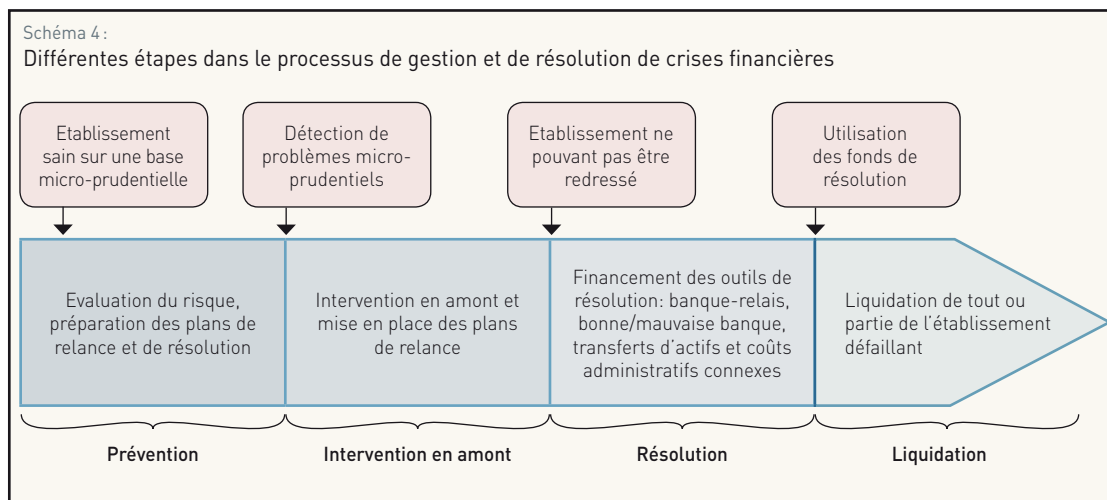 Schéma 4 :
Différentes étapes dans le processus de gestion et de résolution de crises financières
Etablissement
sain sur une base
micro-prudentielle
Détection de
problèmes micro-
prudentiels
Etablissement ne
pouvant pas être
redressé
Utilisation
des fonds de
résolution
Evaluation du risque,
préparation des plans de
relance et de résolution
Intervention en amont et
mise en place des plans
de relance
Financement des outils de
résolution: banque-relais,
bonne/mauvaise banque,
transferts d'actifs et coûts
administratifs connexes
Liquidation de tout ou
partie de l'établissement
défaillant
Prévention
Intervention en amont
Résolution
Liquidation